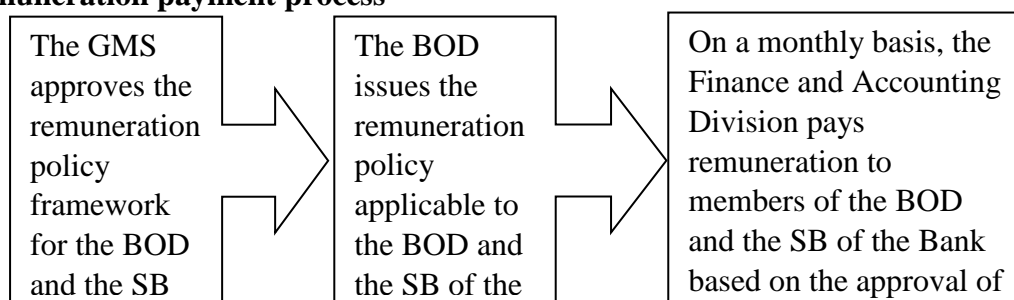 muneration payment process
The GMS
approves the
remuneration
policy
framework
for the BOD
and the SB
The BOD
issues the
remuneration
policy
applicable to
the BOD and
the SB of the
On a monthly basis, the
Finance and Accounting
Division pays
remuneration to
members of the BOD
and the SB of the Bank
based on the approval of